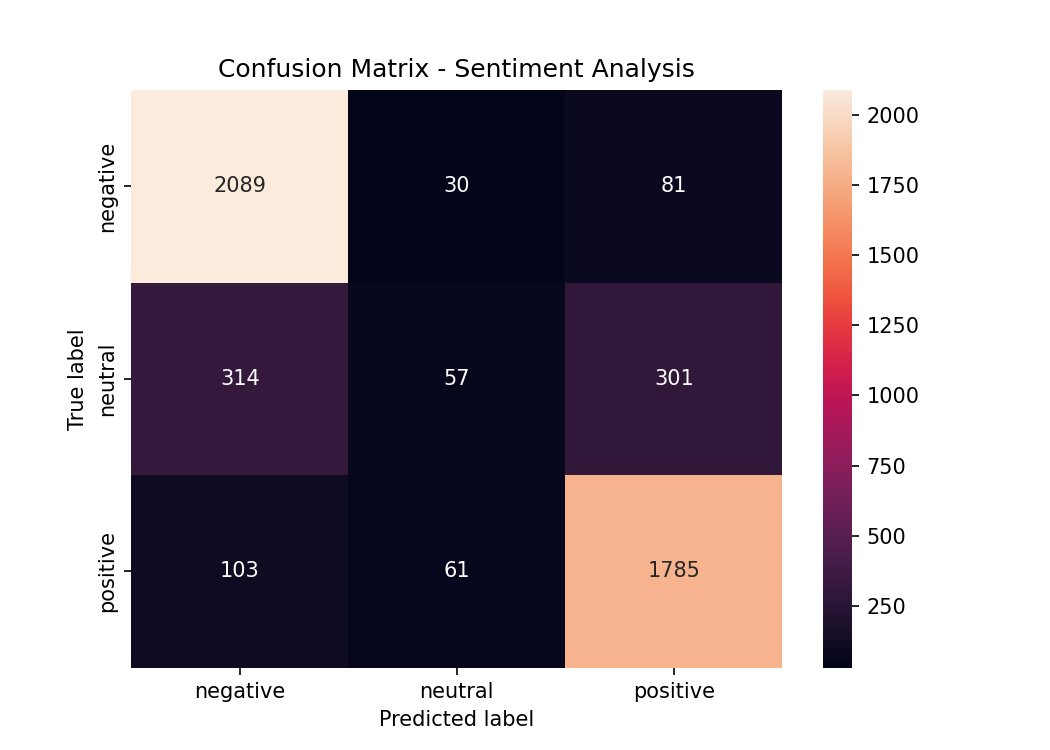 Confusion Matrix - Sentiment Analysis
True label
negative
2089 30 81
neutral
314 57 301
positive
103 61 1785
negative neutral positive
Predicted label
2000
1750
1500
1250
1000
750
500
250